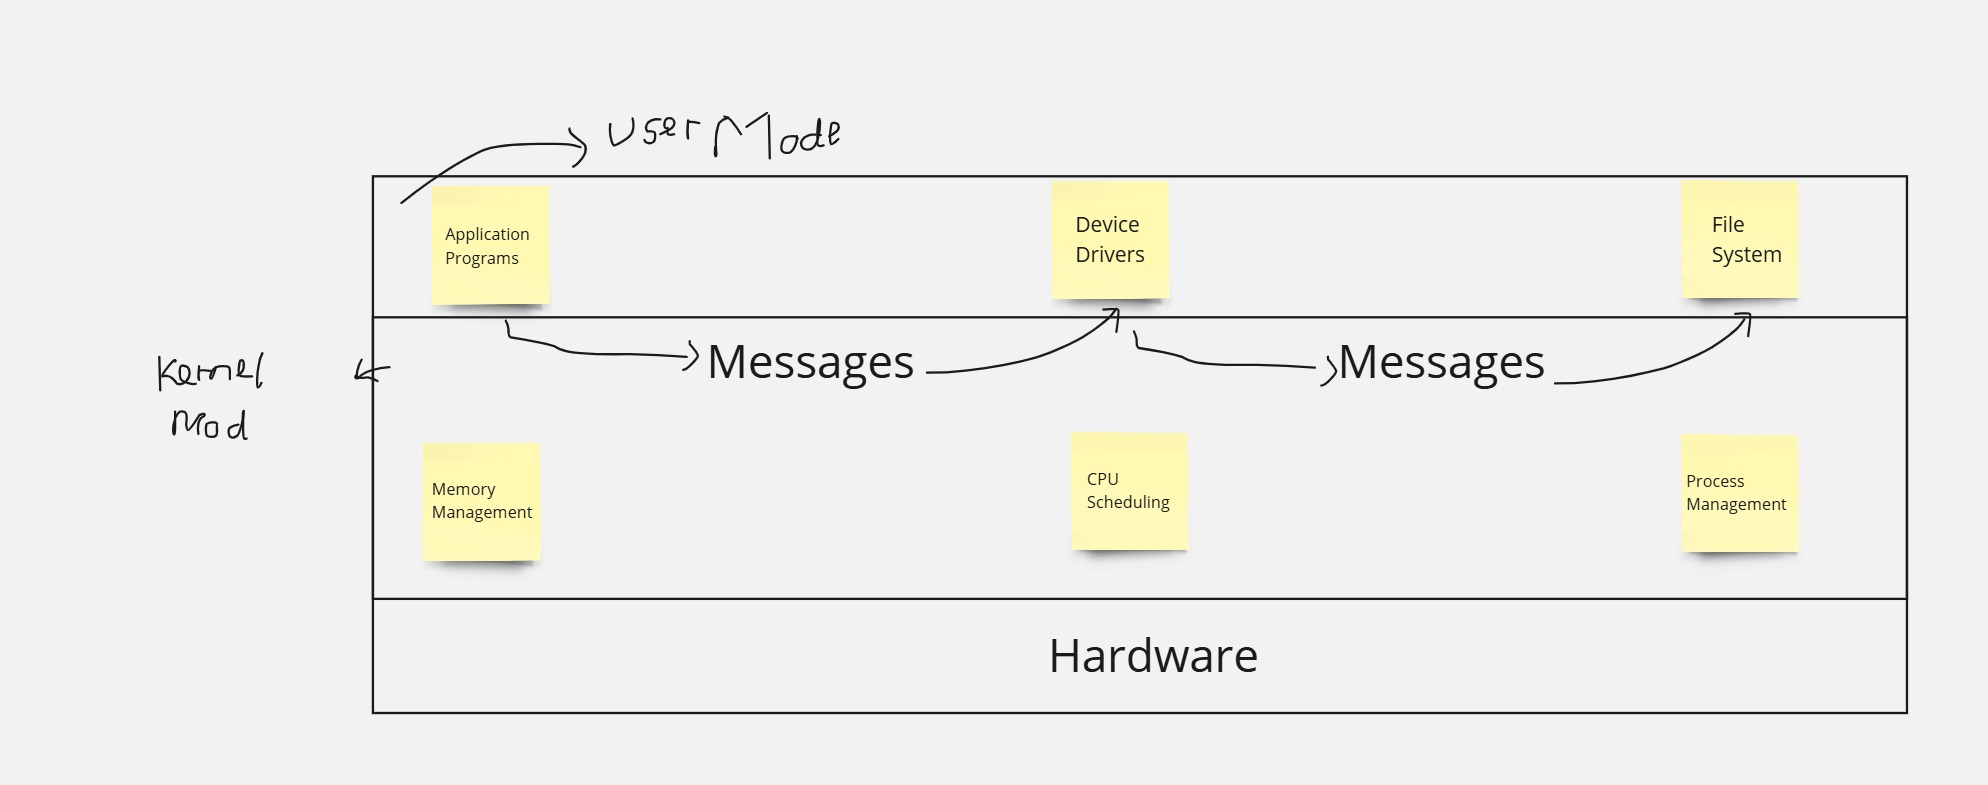 User Mode
Application
Programs
Device
Drivers
File
System
Kernel
Mod
Messages
Messages
Memory
Management
CPU
Scheduling
Process
Management
Hardware